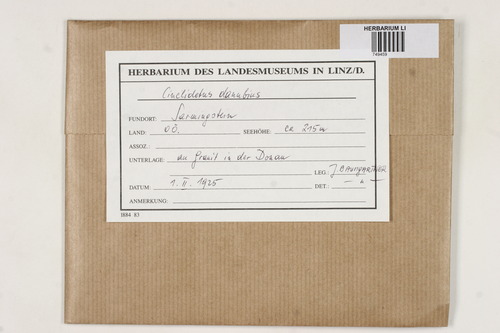 HERBARIUM LI
749459
HERBARIUM DES LANDESMUSEUMS IN LINZ/D.
Cinclidotus danubius
FUNDORT: Sarmingstein
LAND: OÖ. SEEHÖHE: ca 215 m
ASSOZ.:
UNTERLAGE: an Granit in der Donau
LEG.: J. BAUMGARTNER
DATUM: 1. II. 1925 DET.: — " —
ANMERKUNG:
1884 83